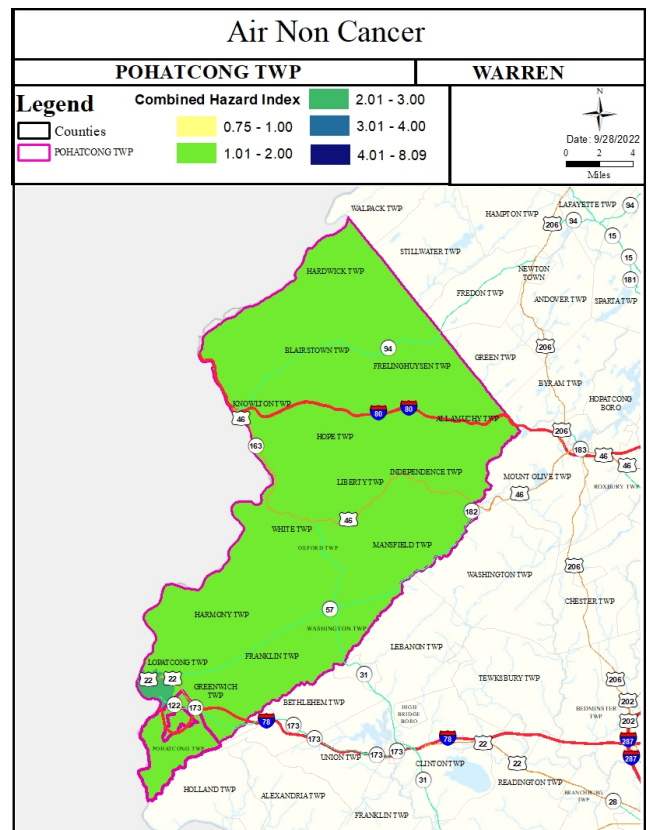 Air Non Cancer
POHATCONG TWP
WARREN
Legend
Counties
POHATCONG TWP
Combined Hazard Index
0.75 - 1.00
1.01 - 2.00
2.01 - 3.00
3.01 - 4.00
4.01 - 8.09
N
Date: 9/28/2022
0 2 4
Miles
WALPACK TWP
LAFAYETTE TWP
94
HAMPTON TWP
206
94
15
STILLWATER TWP
15
HARDWICK TWP
NEWTON
TOWN
181
FREDON TWP
ANDOVER TWP
SPARTA TWP
BLAIRSTOWN TWP
94
206
GREEN TWP
FRELINGHUYSEN TWP
BYRAM TWP
HOPATCONG
BORO
KNOWLTON TWP
80
80
46
ALLAMUCHY TWP
206
HOPE TWP
163
183
46
46
INDEPENDENCE TWP
LIBERTY TWP
MOUNT OLIVE TWP
ROXBURY TWP
46
182
46
WHITE TWP
OXFORD TWP
MANSFIELD TWP
206
WASHINGTON TWP
CHESTER TWP
57
HARMONY TWP
WASHINGTON TWP
LEBANON TWP
FRANKLIN TWP
LOPATCONG TWP
31
TEWKSBURY TWP
22
22
206
GREENWICH
TWP
BETHLEHEM TWP
202
122
173
HIGH
BRIDGE
BORO
BEDMINSTER
TWP
78
173
202
173
78
22
287
POHATCONG TWP
UNION TWP
173
173
287
CLINTON TWP
22
31
READINGTON TWP
HOLLAND TWP
ALEXANDRIA TWP
BRANCHBURG
TWP
28
FRANKLIN TWP